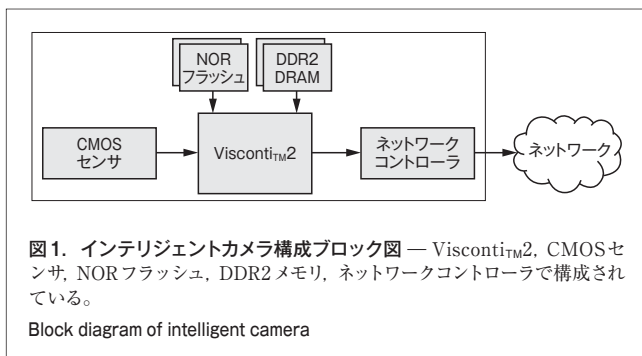 NOR
フラッシュ
DDR2
DRAM
CMOS
センサ
Visconti™2
ネットワーク
コントローラ
ネットワーク
図1. インテリジェントカメラ構成ブロック図 — Visconti™2, CMOSセ
ンサ, NORフラッシュ, DDR2メモリ, ネットワークコントローラで構成され
ている。
Block diagram of intelligent camera